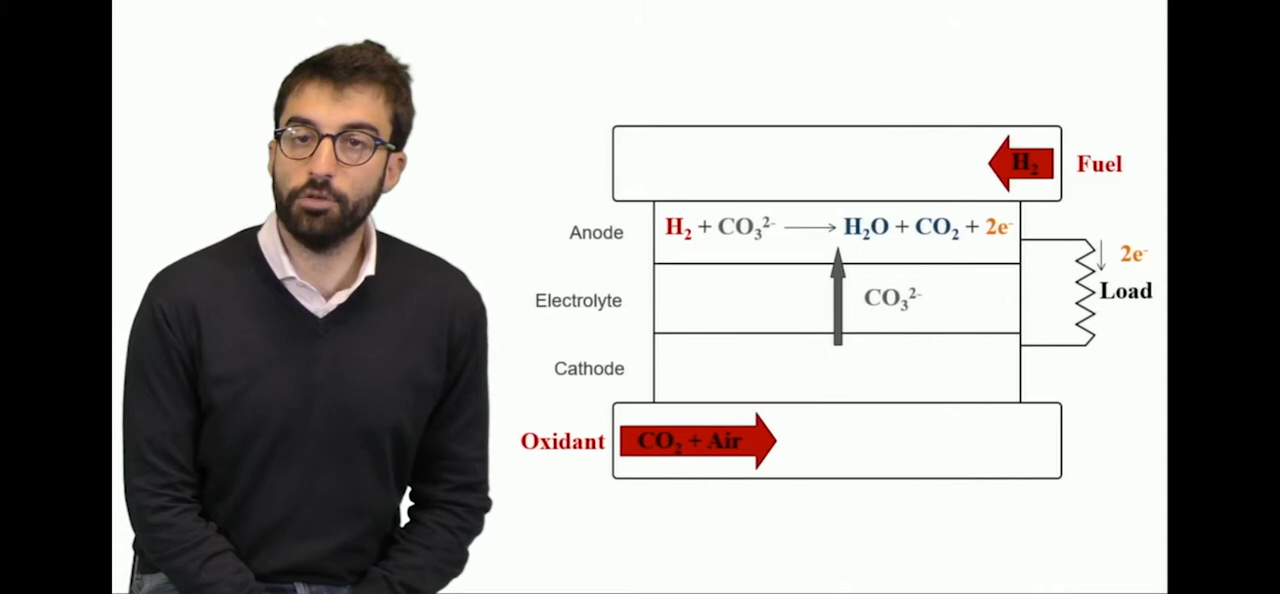 H₂ Fuel
Anode H₂ + CO₃²⁻ ⟶ H₂O + CO₂ + 2e⁻
2e⁻
Electrolyte CO₃²⁻ Load
Cathode
Oxidant CO₂ + Air